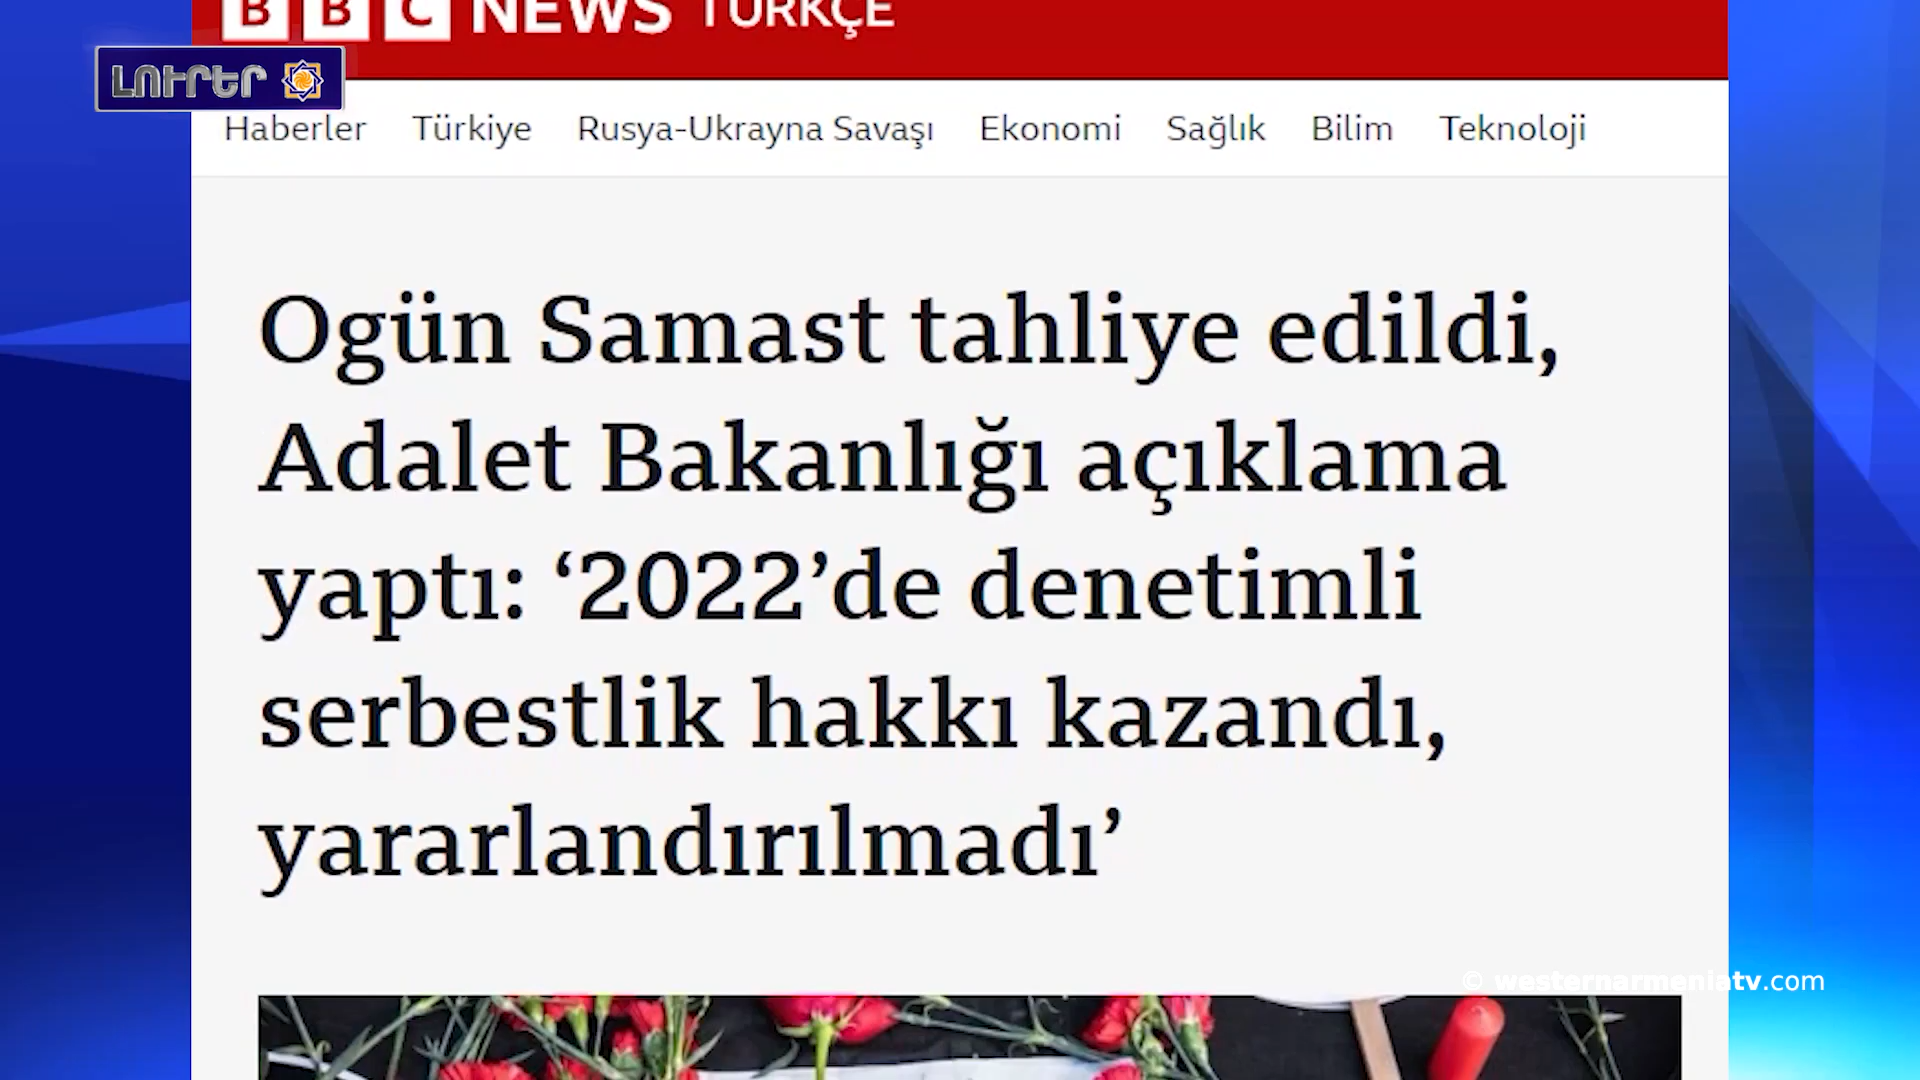 BBC NEWS TÜRKÇE
ԼՈՒՐԵՐ
Haberler Türkiye Rusya-Ukrayna Savaşı Ekonomi Sağlık Bilim Teknoloji
Ogün Samast tahliye edildi,
Adalet Bakanlığı açıklama
yaptı: ‘2022’de denetimli
serbestlik hakkı kazandı,
yararlandırılmadı’
© westernarmeniatv.com